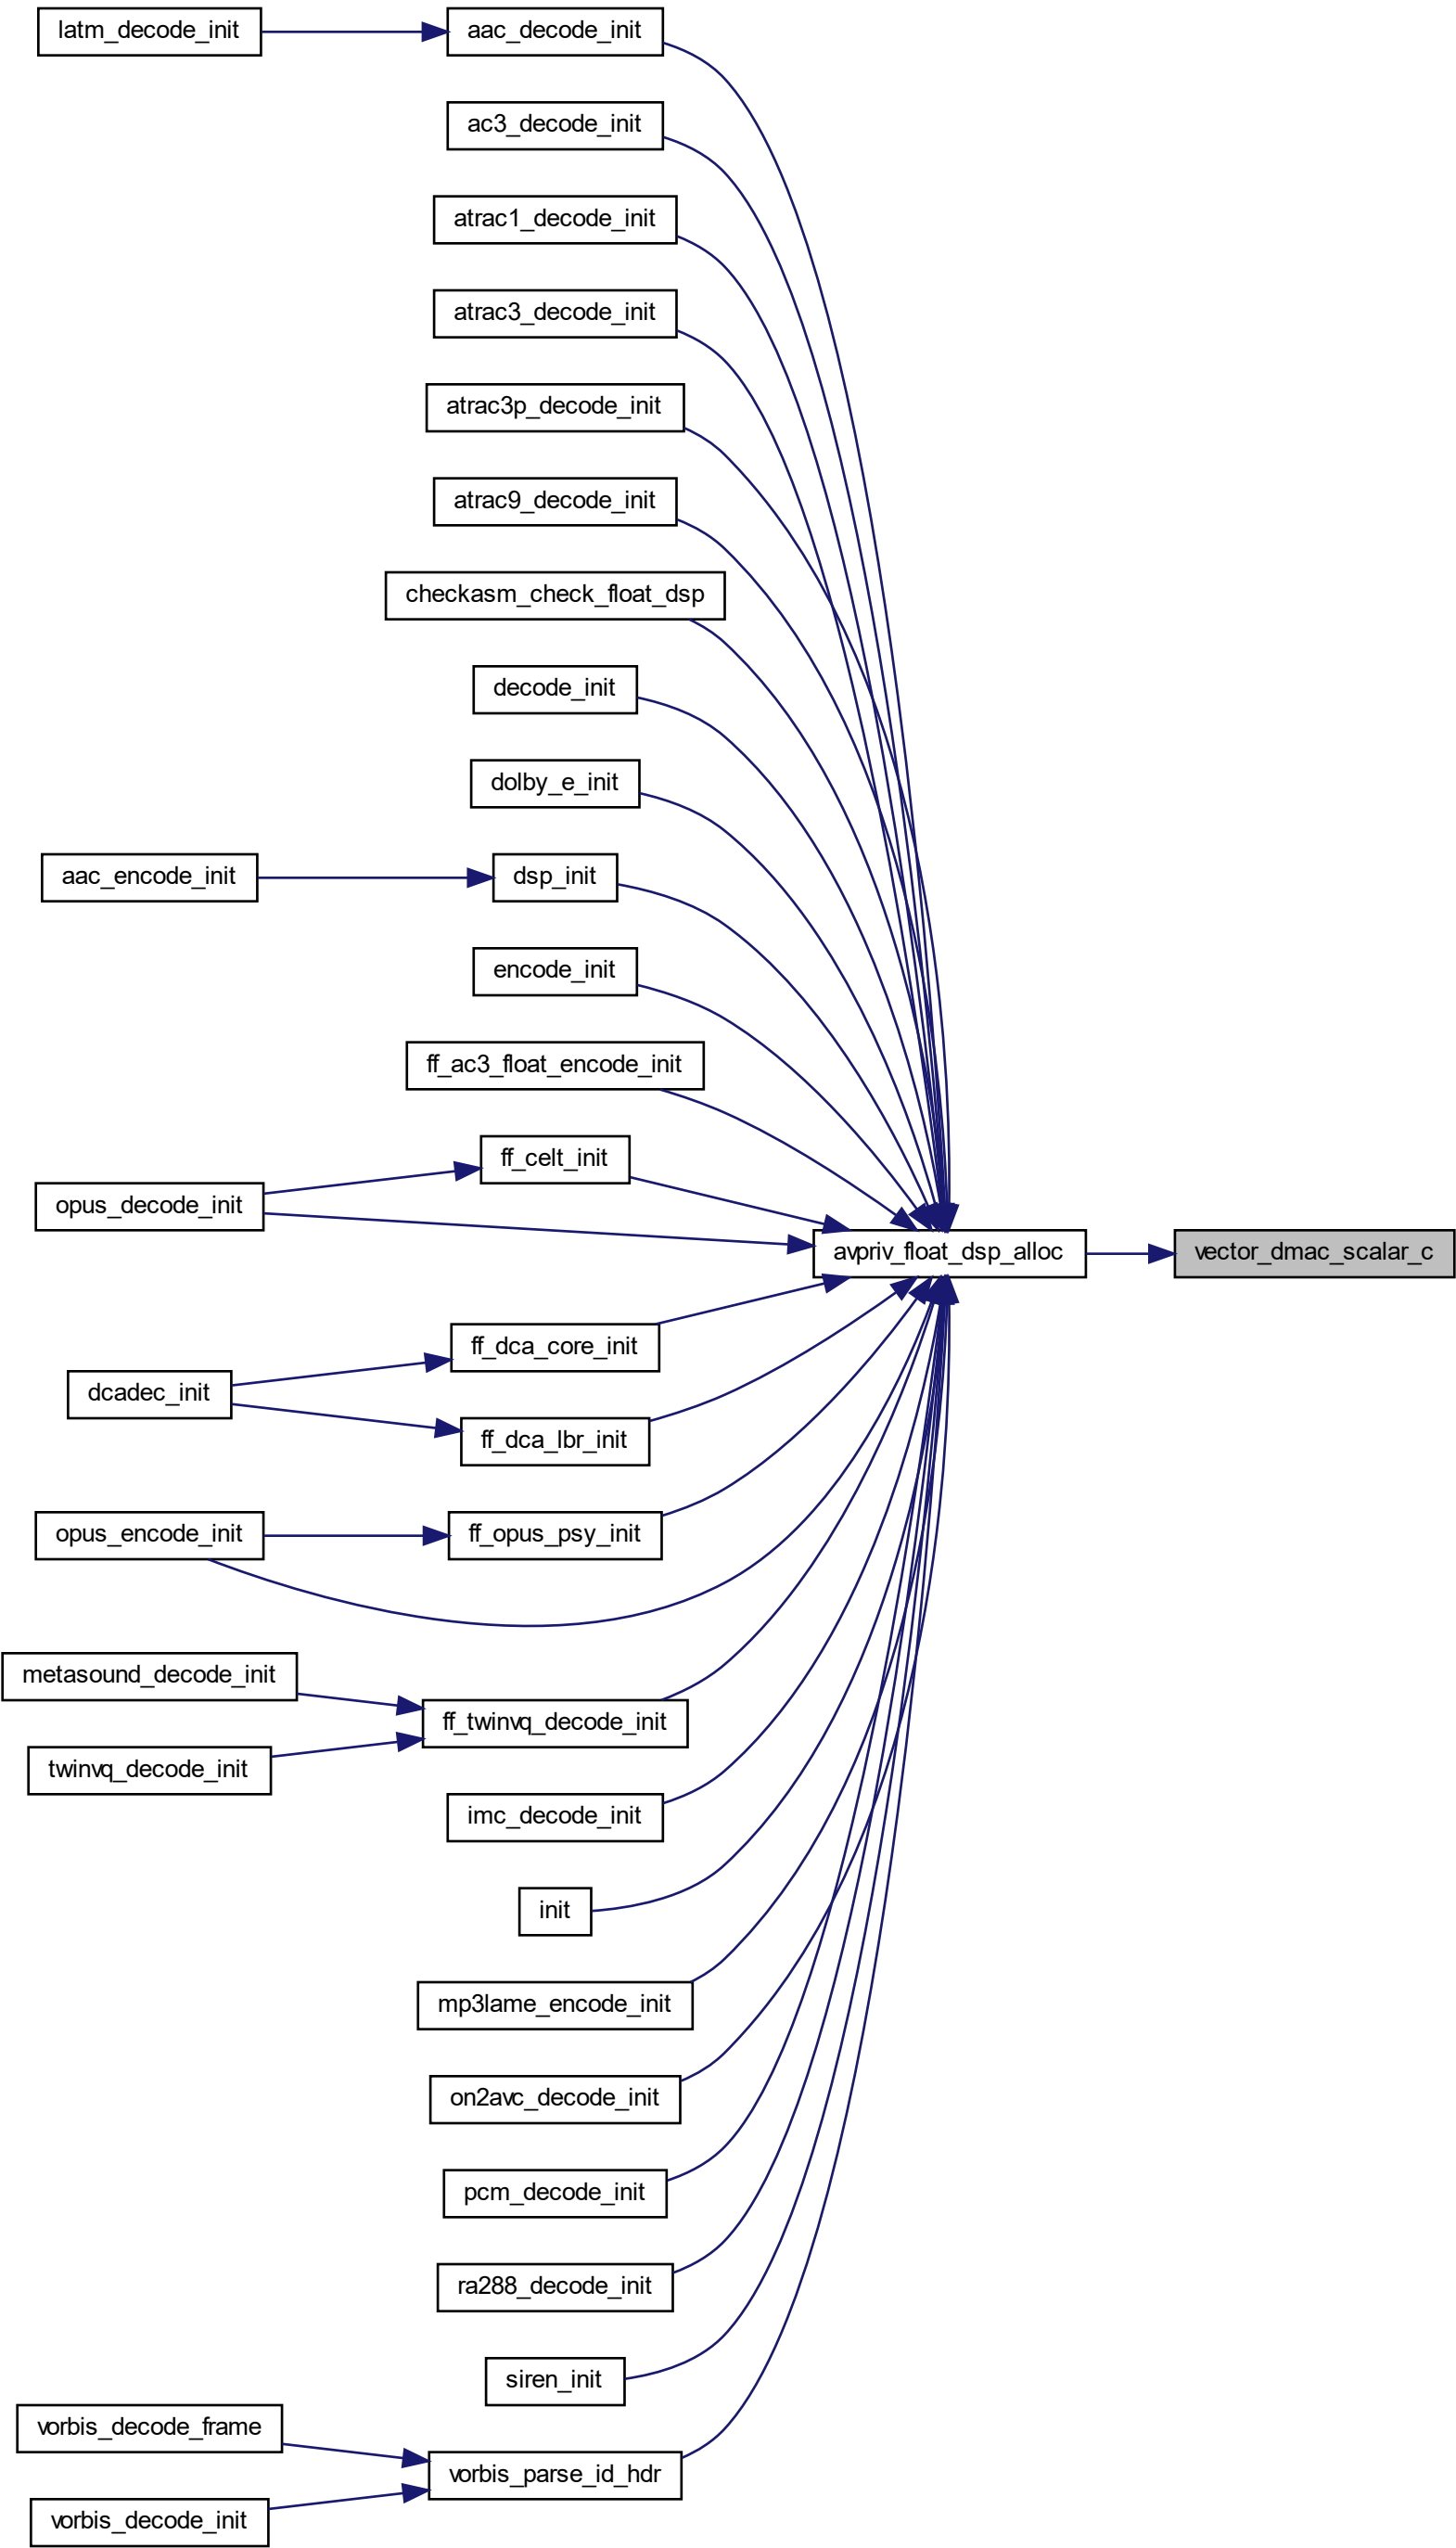 latm_decode_init
aac_decode_init
ac3_decode_init
atrac1_decode_init
atrac3_decode_init
atrac3p_decode_init
atrac9_decode_init
checkasm_check_float_dsp
decode_init
dolby_e_init
aac_encode_init
dsp_init
encode_init
ff_ac3_float_encode_init
ff_celt_init
opus_decode_init
avpriv_float_dsp_alloc
vector_dmac_scalar_c
ff_dca_core_init
dcadec_init
ff_dca_lbr_init
opus_encode_init
ff_opus_psy_init
metasound_decode_init
ff_twinvq_decode_init
twinvq_decode_init
imc_decode_init
init
mp3lame_encode_init
on2avc_decode_init
pcm_decode_init
ra288_decode_init
siren_init
vorbis_decode_frame
vorbis_parse_id_hdr
vorbis_decode_init